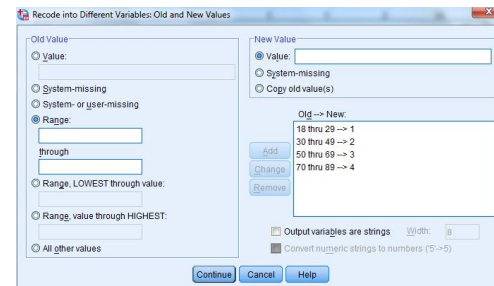 Recode into Different Variables: Old and New Values
Old Value
Value:
System-missing
System- or user-missing
Range:
through
Range, LOWEST through value:
Range, value through HIGHEST:
All other values
New Value
Value:
System-missing
Copy old value(s)
Old --> New:
18 thru 29 --> 1
30 thru 49 --> 2
50 thru 69 --> 3
70 thru 89 --> 4
Add
Change
Remove
Output variables are strings Width: 8
Convert numeric strings to numbers ('5'->5)
Continue Cancel Help